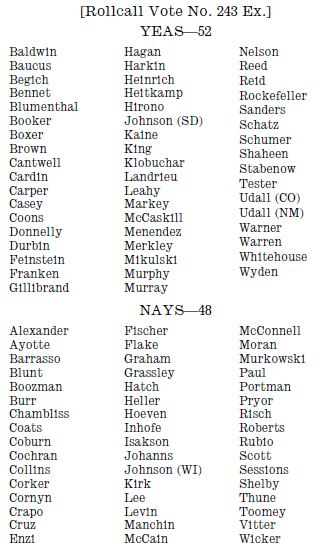 [Rollcall Vote No. 243 Ex.]
YEAS—52
Baldwin
Baucus
Begich
Bennet
Blumenthal
Booker
Boxer
Brown
Cantwell
Cardin
Carper
Casey
Coons
Donnelly
Durbin
Feinstein
Franken
Gillibrand
Hagan
Harkin
Heinrich
Heitkamp
Hirono
Johnson (SD)
Kaine
King
Klobuchar
Landrieu
Leahy
Markey
McCaskill
Menendez
Merkley
Mikulski
Murphy
Murray
Nelson
Reed
Reid
Rockefeller
Sanders
Schatz
Schumer
Shaheen
Stabenow
Tester
Udall (CO)
Udall (NM)
Warner
Warren
Whitehouse
Wyden
NAYS—48
Alexander
Ayotte
Barrasso
Blunt
Boozman
Burr
Chambliss
Coats
Coburn
Cochran
Collins
Corker
Cornyn
Crapo
Cruz
Enzi
Fischer
Flake
Graham
Grassley
Hatch
Heller
Hoeven
Inhofe
Isakson
Johanns
Johnson (WI)
Kirk
Lee
Levin
Manchin
McCain
McConnell
Moran
Murkowski
Paul
Portman
Pryor
Risch
Roberts
Rubio
Scott
Sessions
Shelby
Thune
Toomey
Vitter
Wicker